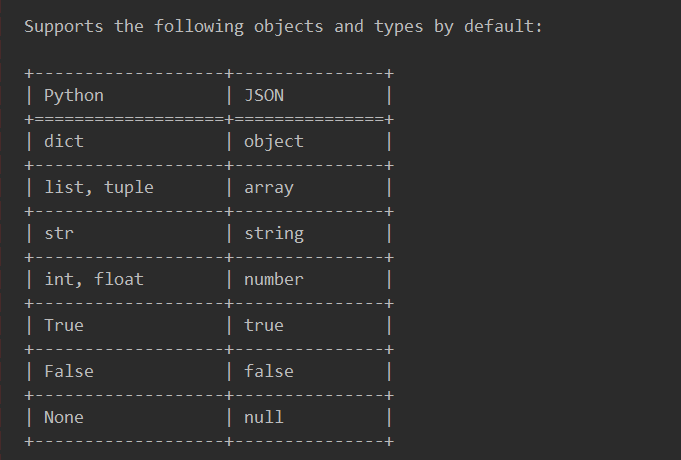 Supports the following objects and types by default:

+-------------------+---------------+
| Python            | JSON          |
+===================+===============+
| dict              | object        |
+-------------------+---------------+
| list, tuple       | array         |
+-------------------+---------------+
| str               | string        |
+-------------------+---------------+
| int, float        | number        |
+-------------------+---------------+
| True              | true          |
+-------------------+---------------+
| False             | false         |
+-------------------+---------------+
| None              | null          |
+-------------------+---------------+